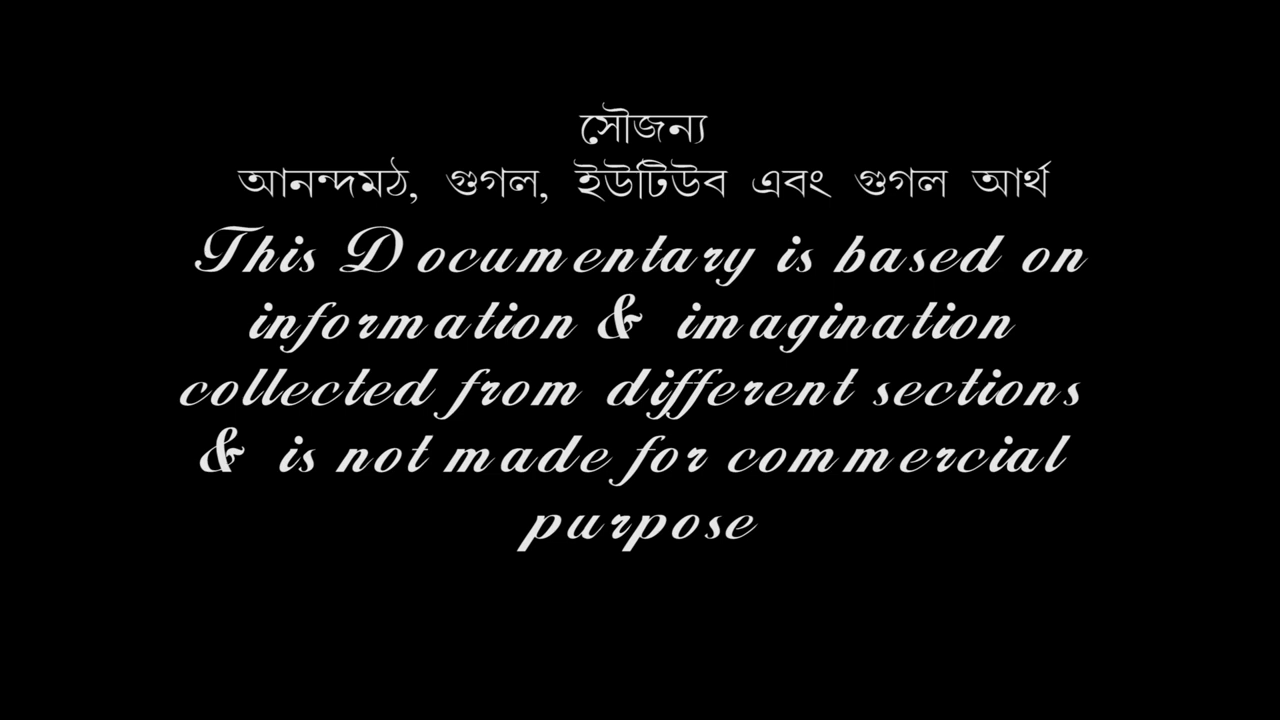 সৌজন্য
আনন্দমঠ, গুগল, ইউটিউব এবং গুগল আর্থ
This Documentary is based on
information & imagination
collected from different sections
& is not made for commercial
purpose